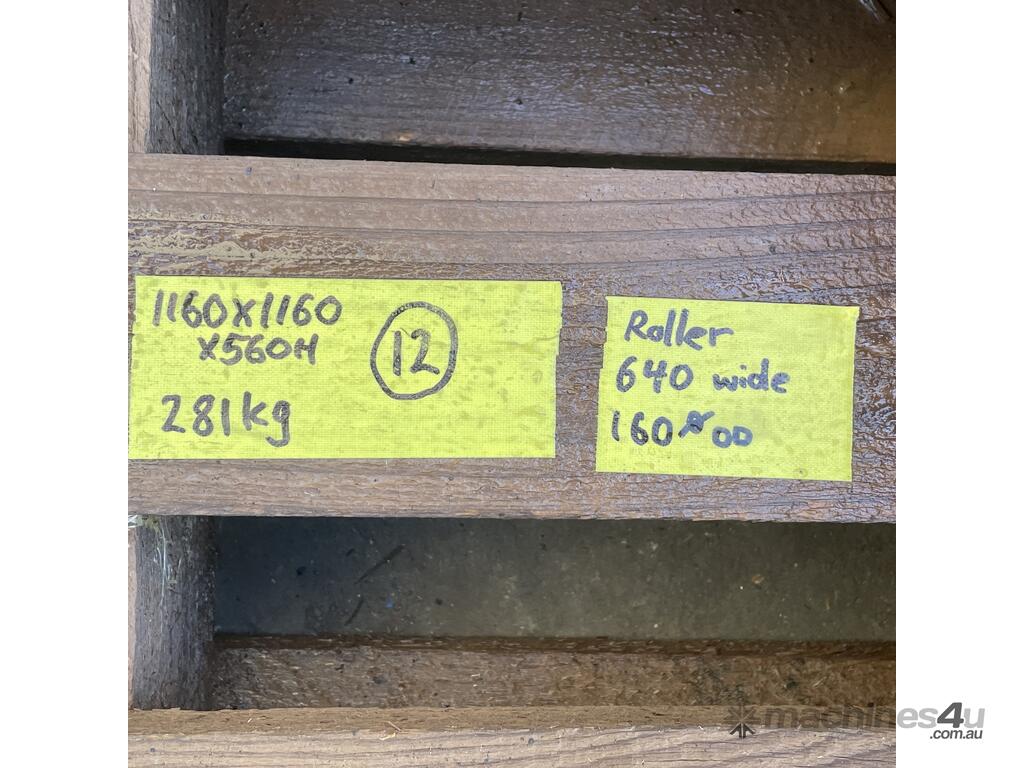 1160x1160
x560H
12
281kg
Roller
640 wide
160 00
machines4u
.com.au